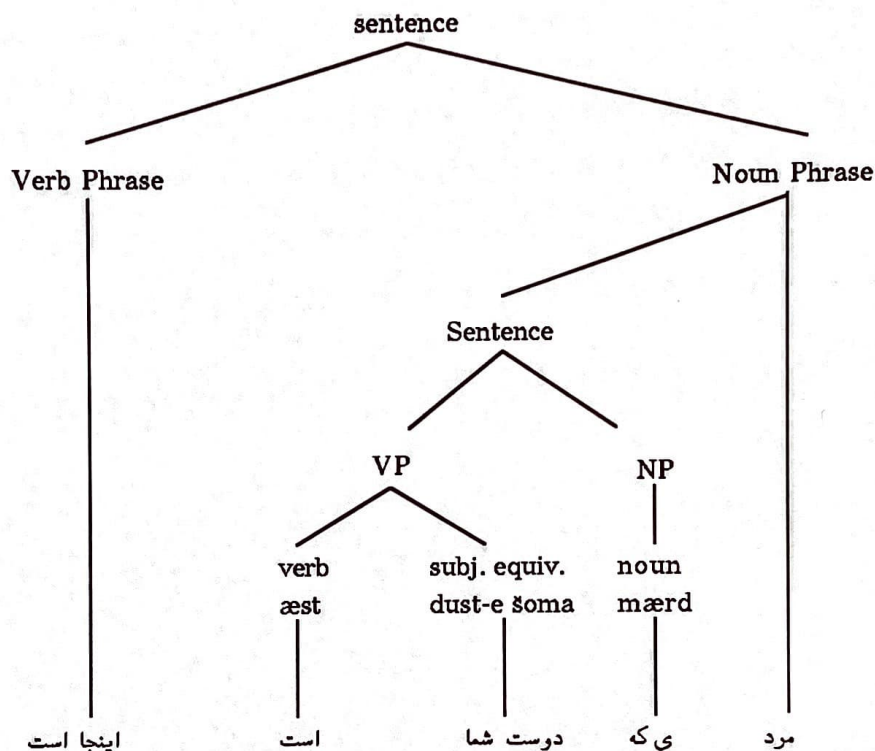 sentence
Verb Phrase Noun Phrase
Sentence
VP NP
verb subj. equiv. noun
æst dust-e šoma mærd
مرد ی که دوست شما است اینجا است